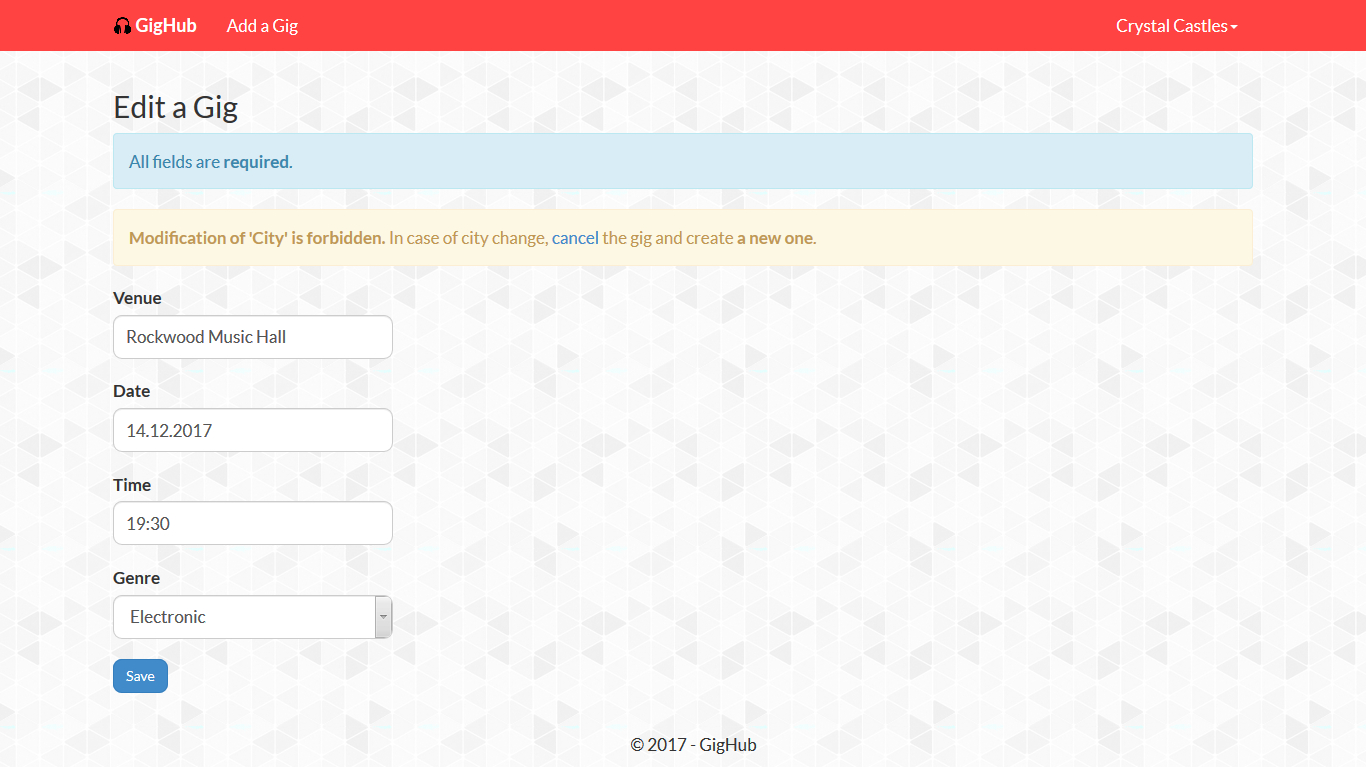 GigHub Add a Gig Crystal Castles
Edit a Gig
All fields are required.
Modification of 'City' is forbidden. In case of city change, cancel the gig and create a new one.
Venue
Rockwood Music Hall
Date
14.12.2017
Time
19:30
Genre
Electronic
Save
© 2017 - GigHub